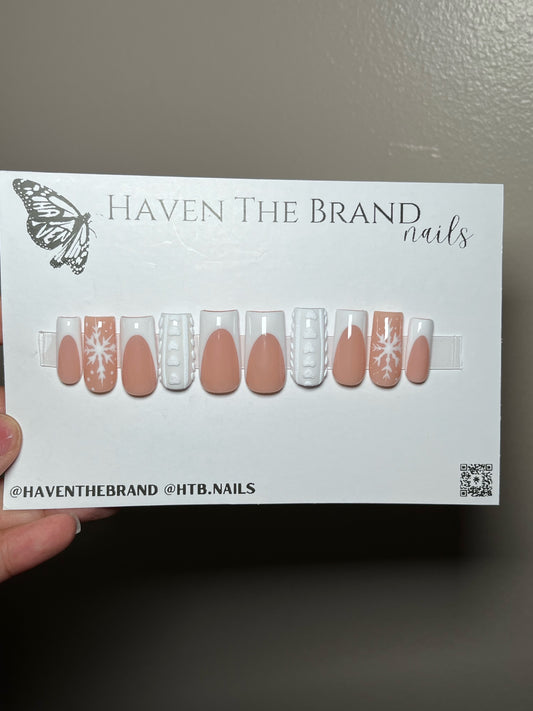 HAVEN THE BRAND
nails
@HAVENTHEBRAND @HTB.NAILS